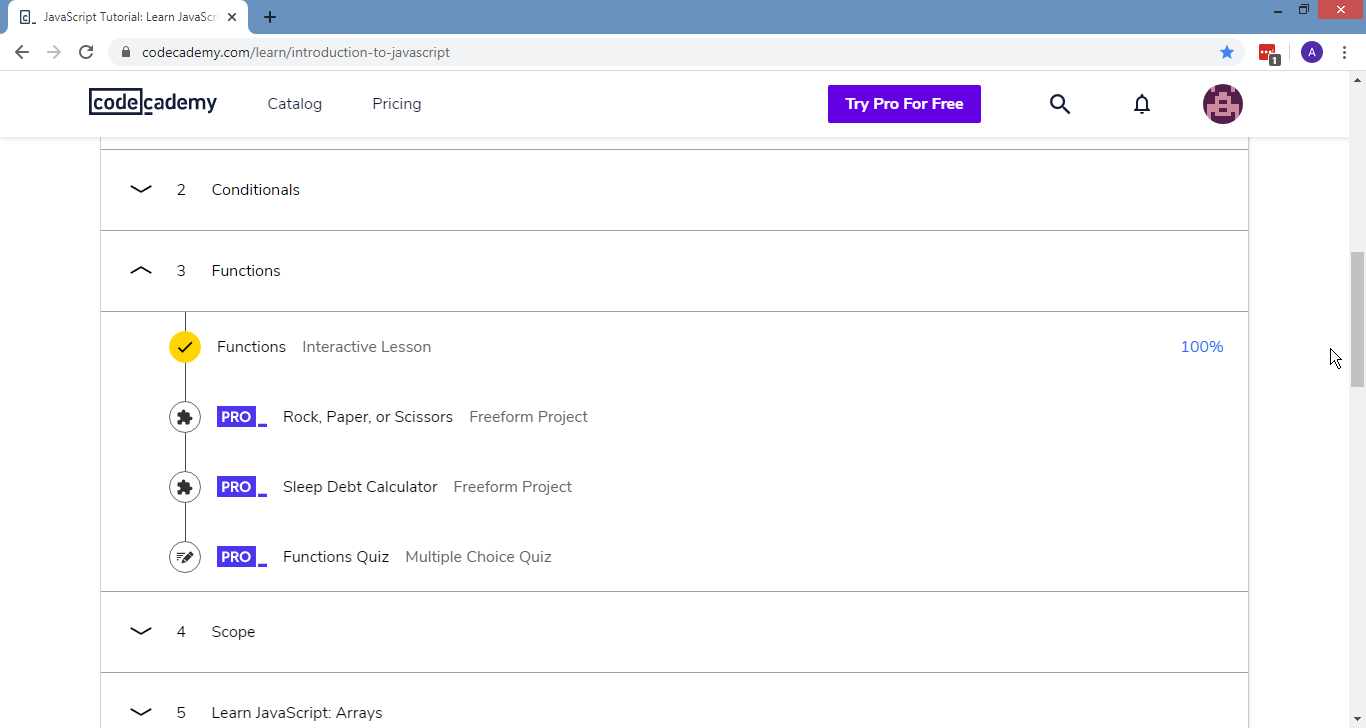 JavaScript Tutorial: Learn JavaScr
codecademy.com/learn/introduction-to-javascript
1
A
codecademy Catalog Pricing Try Pro For Free
2 Conditionals
3 Functions
Functions Interactive Lesson 100%
PRO Rock, Paper, or Scissors Freeform Project
PRO Sleep Debt Calculator Freeform Project
PRO Functions Quiz Multiple Choice Quiz
4 Scope
5 Learn JavaScript: Arrays